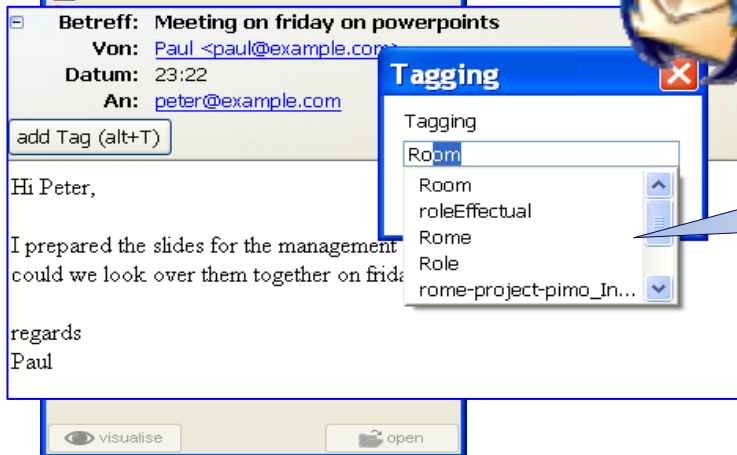 Betreff: Meeting on friday on powerpoints
Von: Paul <paul@example.com>
Datum: 23:22
An: peter@example.com
add Tag (alt+T)
Hi Peter,
I prepared the slides for the management
could we look over them together on
regards
Paul
Tagging
Tagging
Room
Room
roleEffectual
Rome
Role
rome-project-pimo_In...
visualise
open